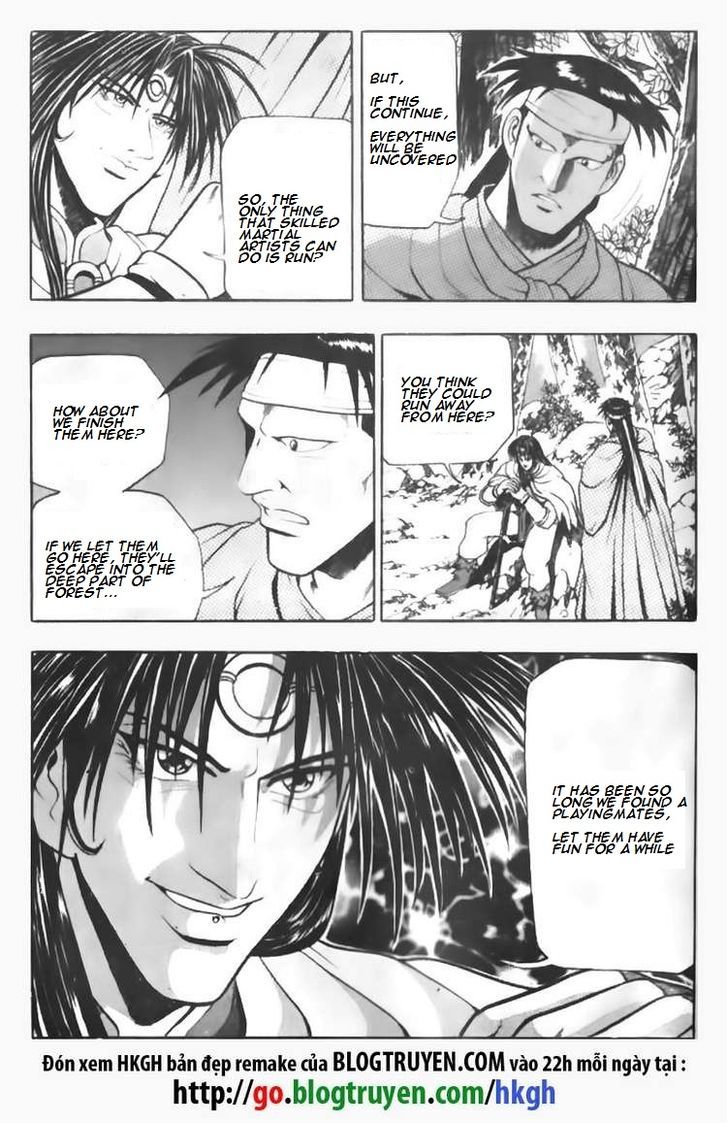 BUT,
IF THIS
CONTINUE,
EVERYTHING
WILL BE
UNCOVERED
SO, THE
ONLY THING
THAT SKILLED
MARTIAL
ARTISTS CAN
DO IS RUN?
YOU THINK
THEY COULD
RUN AWAY
FROM HERE?
HOW ABOUT
WE FINISH
THEM HERE?
IF WE LET THEM
GO HERE, THEY'LL
ESCAPE INTO THE
DEEP PART OF
FOREST...
IT HAS BEEN SO
LONG WE FOUND A
PLAYINGMATES,
LET THEM HAVE
FUN FOR A WHILE
Đón xem HKGH bản đẹp remake của BLOGTRUYEN.COM vào 22h mỗi ngày tại :
http://go.blogtruyen.com/hkgh